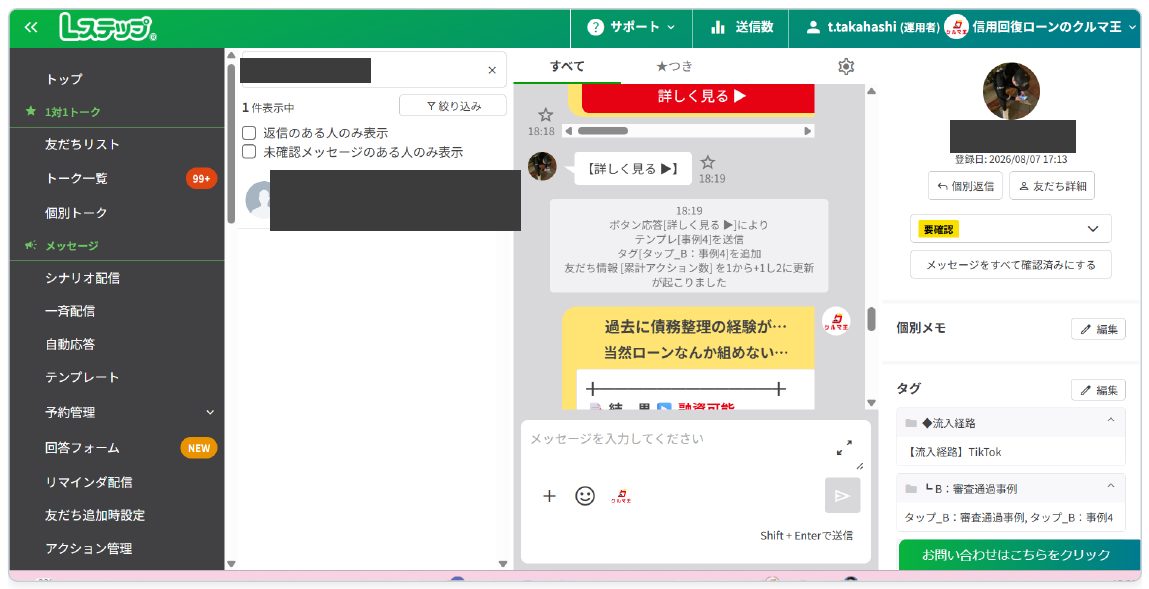 Lステップ
サポート
送信数
t.takahashi (運用者)
クルマ王
信用回復ローンのクルマ王
トップ
1対1トーク
友だちリスト
トーク一覧
99+
個別トーク
メッセージ
シナリオ配信
一斉配信
自動応答
テンプレート
予約管理
回答フォーム
NEW
リマインダ配信
友だち追加時設定
アクション管理
1 件表示中
絞り込み
返信のある人のみ表示
未確認メッセージのある人のみ表示
すべて
★つき
詳しく見る ▶
18:18
【詳しく見る ▶】
18:19
18:19
ボタン応答[詳しく見る ▶]により
テンプレ[事例4]を送信
タグ[タップ_B：事例4]を追加
友だち情報 [累計アクション数] を1から+1し2に更新
が起こりました
過去に債務整理の経験が…
当然ローンなんか組めない…
クルマ王
結 果 融資可能
メッセージを入力してください
クルマ王
Shift + Enterで送信
登録日: 2026/08/07 17:13
個別返信
友だち詳細
要確認
メッセージをすべて確認済みにする
個別メモ
編集
タグ
編集
◆流入経路
【流入経路】TikTok
┗ B：審査通過事例
タップ_B：審査通過事例, タップ_B：事例4
お問い合わせはこちらをクリック